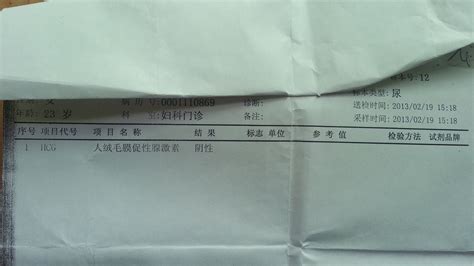 本号:12
标本类型:尿
女 病历号:0001110869 诊断: 送检时间:2013/02/19 15:18
年龄:23 岁 科 室:妇科门诊 备注: 采样时间:2013/02/19 15:18
序号 项目代号 项 目 名 称 结 果 标志 单位 参 考 值 检验方法 试剂品牌
1 HCG 人绒毛膜促性腺激素 阴性